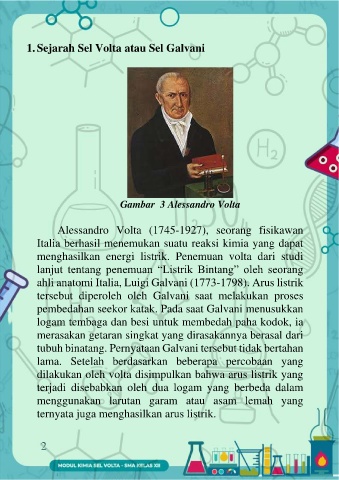 1. Sejarah Sel Volta atau Sel Galvani
Gambar 3 Alessandro Volta
Alessandro Volta (1745-1927), seorang fisikawan
Italia berhasil menemukan suatu reaksi kimia yang dapat
menghasilkan energi listrik. Penemuan volta dari studi
lanjut tentang penemuan “Listrik Bintang” oleh seorang
ahli anatomi Italia, Luigi Galvani (1773-1798). Arus listrik
tersebut diperoleh oleh Galvani saat melakukan proses
pembedahan seekor katak. Pada saat Galvani menusukkan
logam tembaga dan besi untuk membedah paha kodok, ia
merasakan getaran singkat yang dirasakannya berasal dari
tubuh binatang. Pernyataan Galvani tersebut tidak bertahan
lama. Setelah berdasarkan beberapa percobaan yang
dilakukan oleh volta disimpulkan bahwa arus listrik yang
terjadi disebabkan oleh dua logam yang berbeda dalam
menggunakan larutan garam atau asam lemah yang
ternyata juga menghasilkan arus listrik.
H2
2
MODUL KIMIA SEL VOLTA - SMA KELAS XII